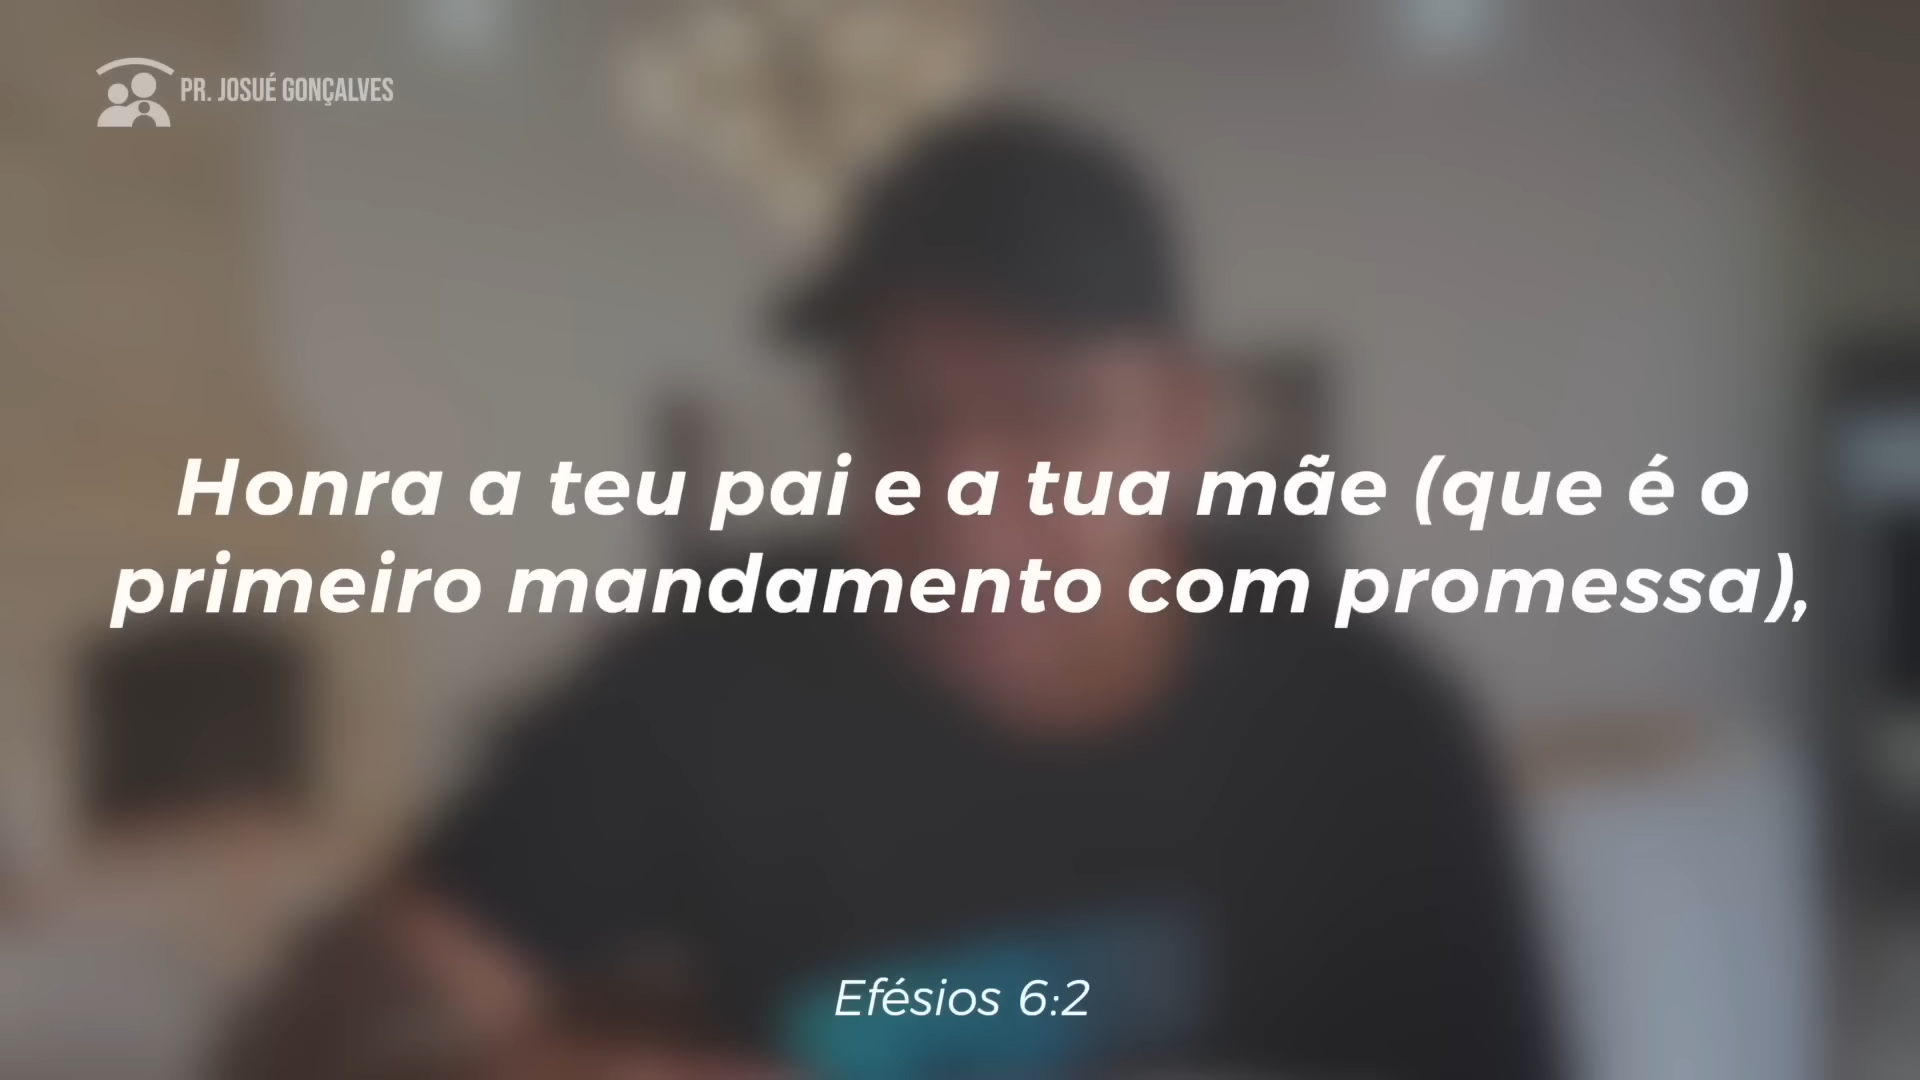 PR. JOSUÉ GONÇALVES
Honra a teu pai e a tua mãe (que é o
primeiro mandamento com promessa),
Efésios 6:2